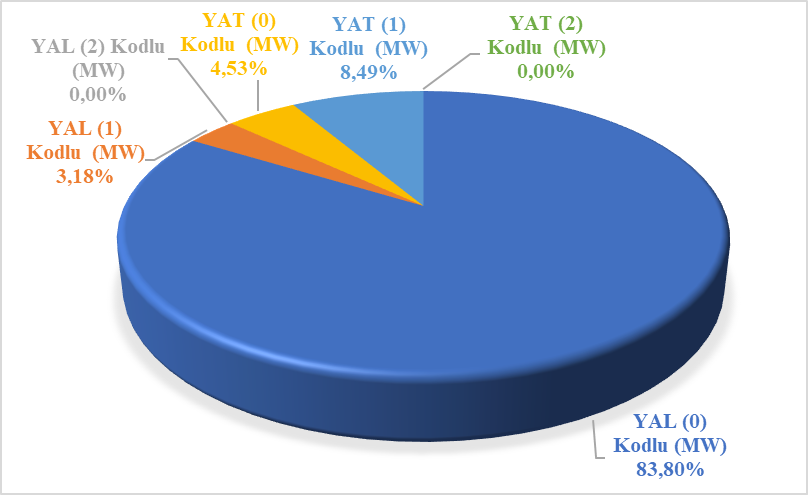 YAT (0)
Kodlu (MW)
4,53%
YAT (1)
Kodlu (MW)
8,49%
YAT (2)
Kodlu (MW)
0,00%
YAL (2) Kodlu
(MW)
0,00%
YAL (1)
Kodlu (MW)
3,18%
YAL (0)
Kodlu (MW)
83,80%